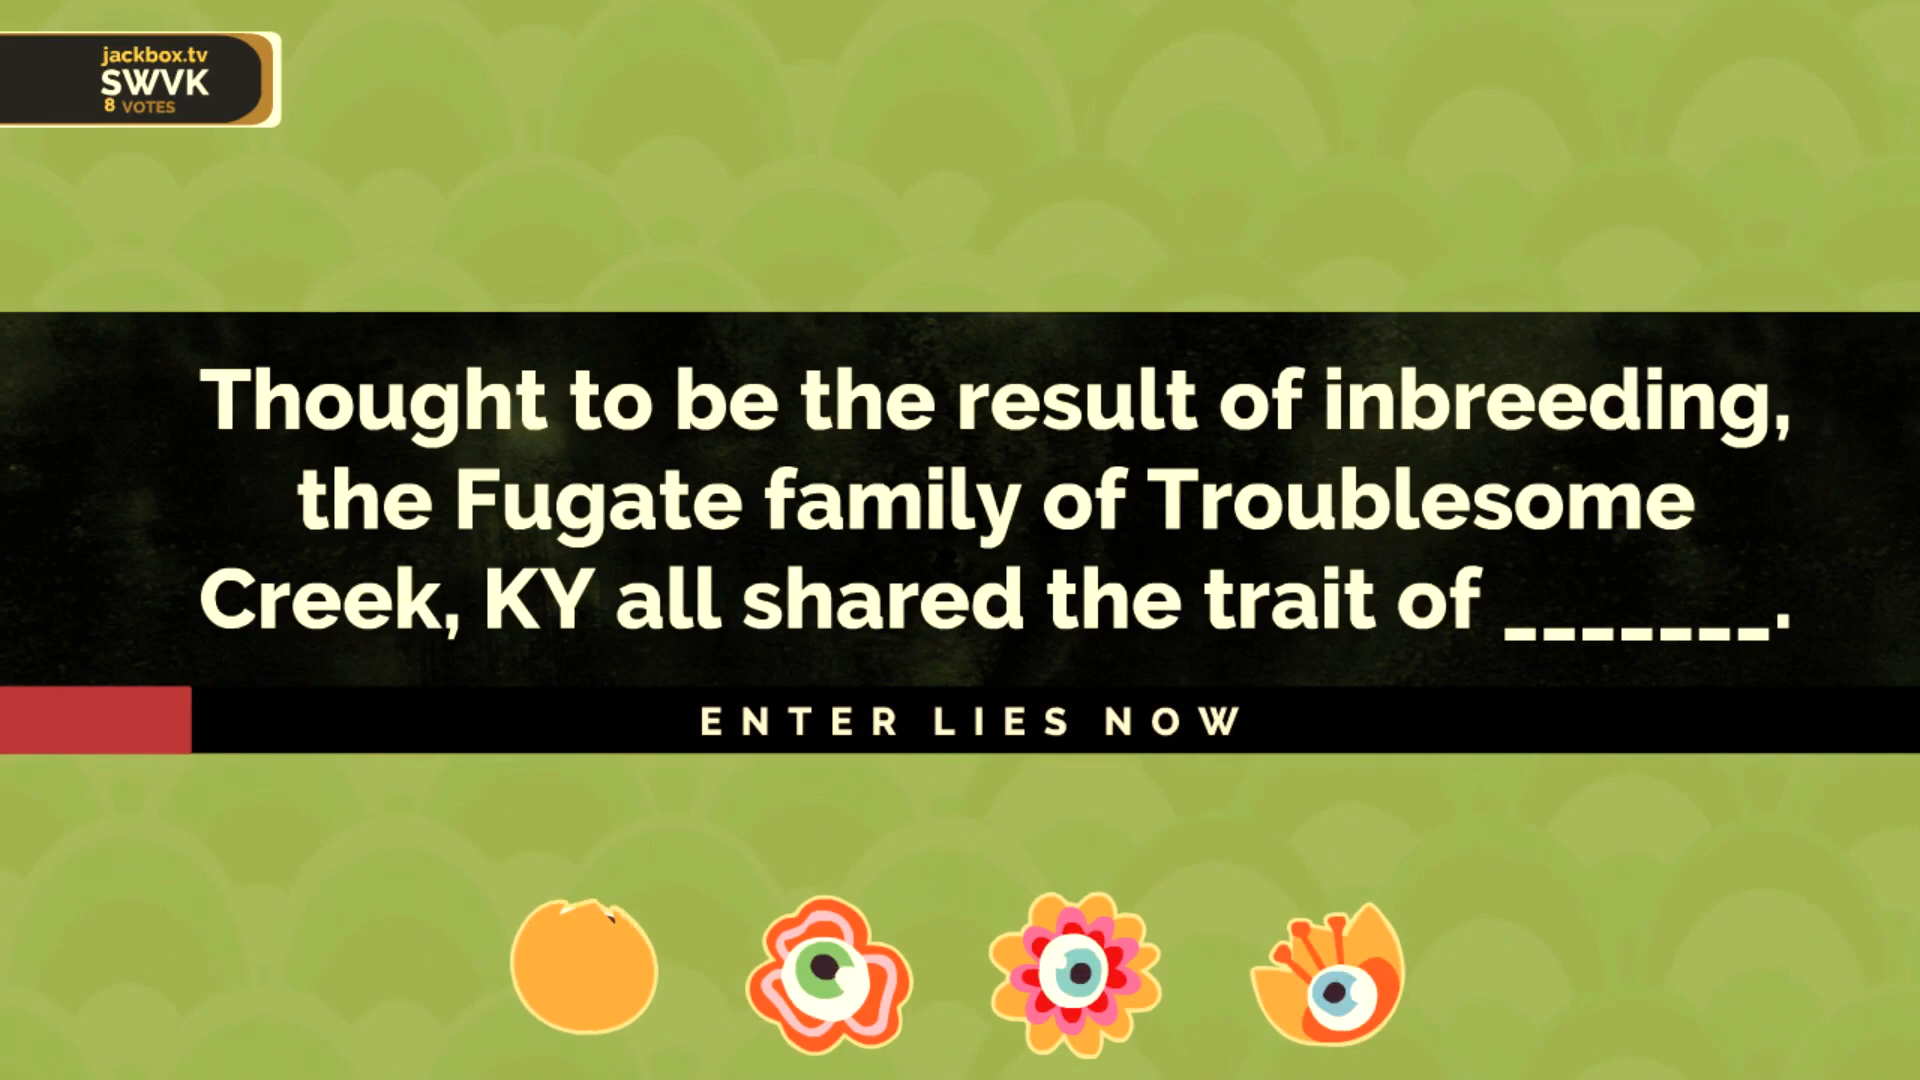 jackbox.tv
SWVK
8 VOTES
Thought to be the result of inbreeding,
the Fugate family of Troublesome
Creek, KY all shared the trait of _______.
ENTER LIES NOW